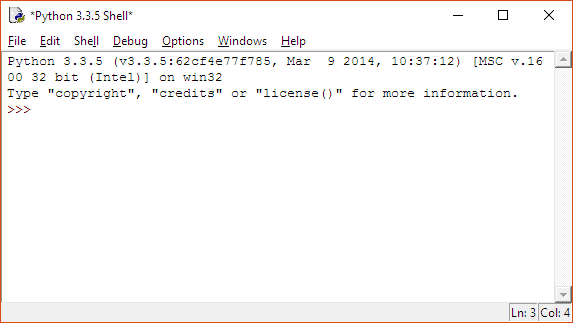 *Python 3.3.5 Shell*
File Edit Shell Debug Options Windows Help
Python 3.3.5 (v3.3.5:62cf4e77f785, Mar  9 2014, 10:37:12) [MSC v.16
00 32 bit (Intel)] on win32
Type "copyright", "credits" or "license()" for more information.
>>>
Ln: 3 Col: 4